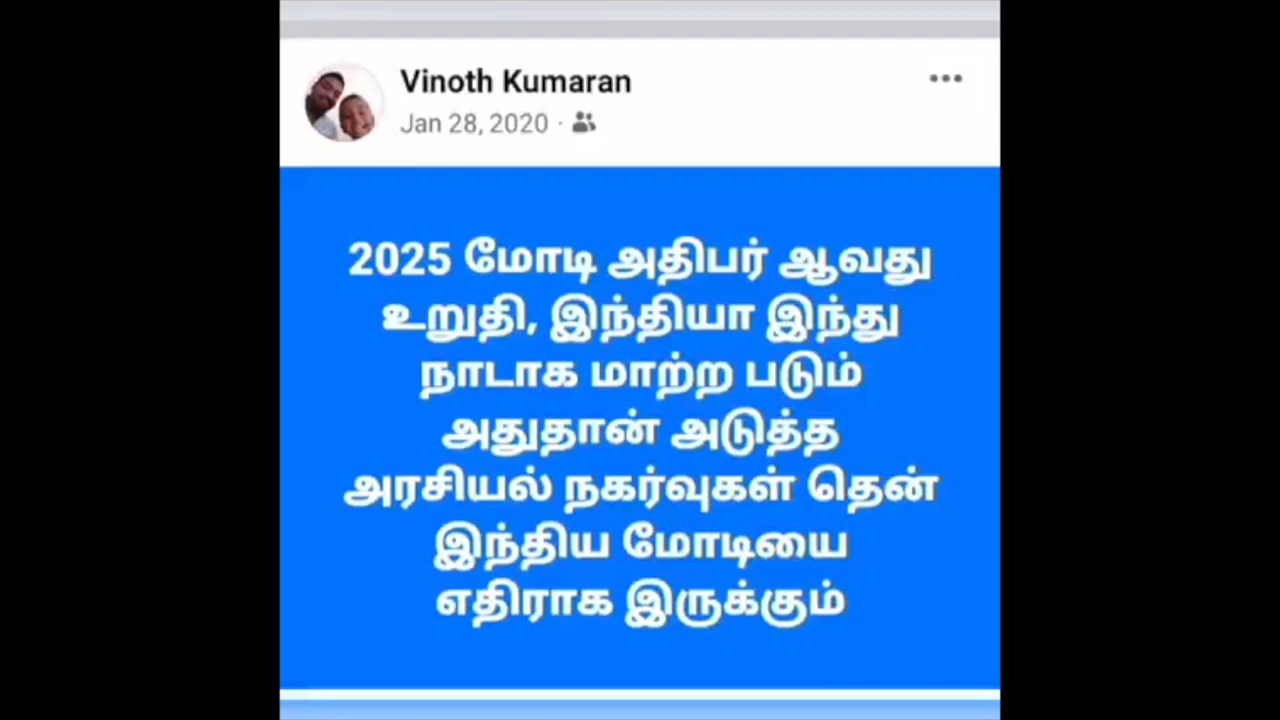 Vinoth Kumaran
Jan 28, 2020 ·
2025 மோடி அதிபர் ஆவது
உறுதி, இந்தியா இந்து
நாடாக மாற்ற படும்
அதுதான் அடுத்த
அரசியல் நகர்வுகள் தென்
இந்திய மோடியை
எதிராக இருக்கும்